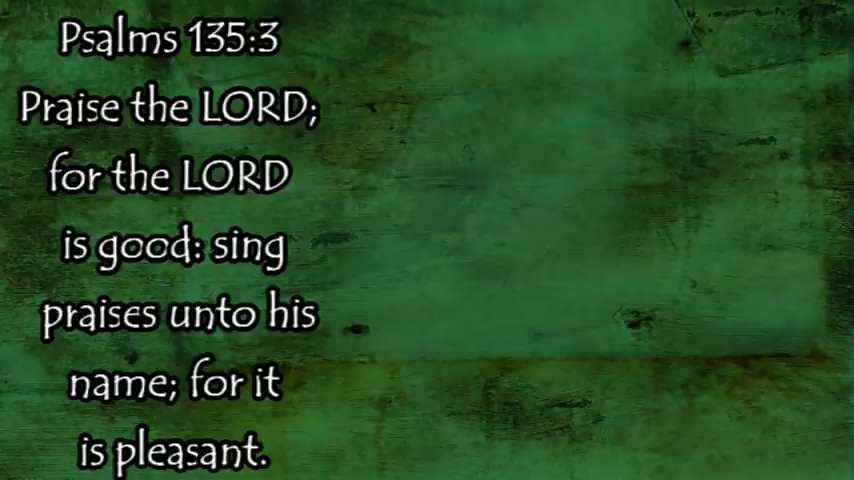 Psalms 135:3
Praise the LORD;
for the LORD
is good: sing
praises unto his
name; for it
is pleasant.